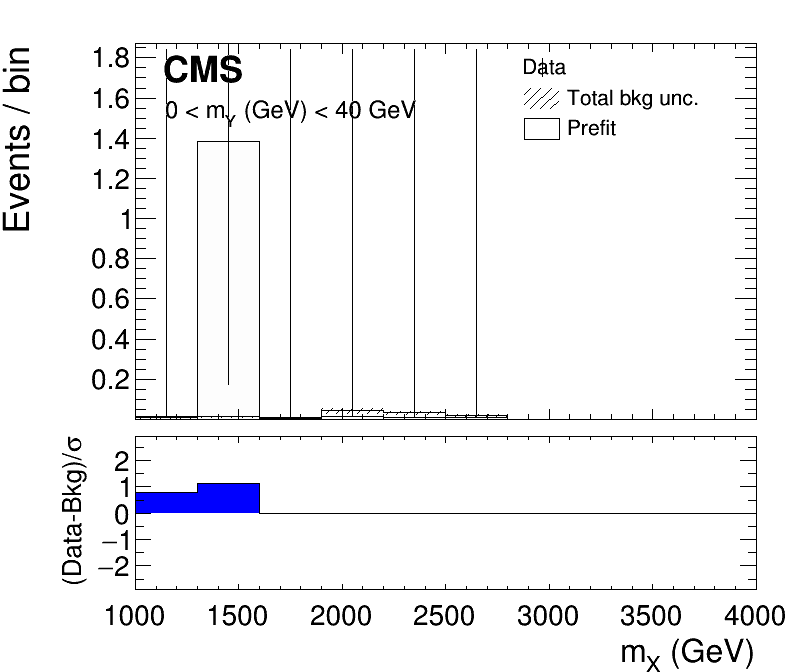 CMS
0 < mY (GeV) < 40 GeV
Data
Total bkg unc.
Prefit
Events / bin
1.8
1.6
1.4
1.2
1
0.8
0.6
0.4
0.2
(Data-Bkg)/σ
2
1
0
−1
−2
1000 1500 2000 2500 3000 3500 4000
mX (GeV)